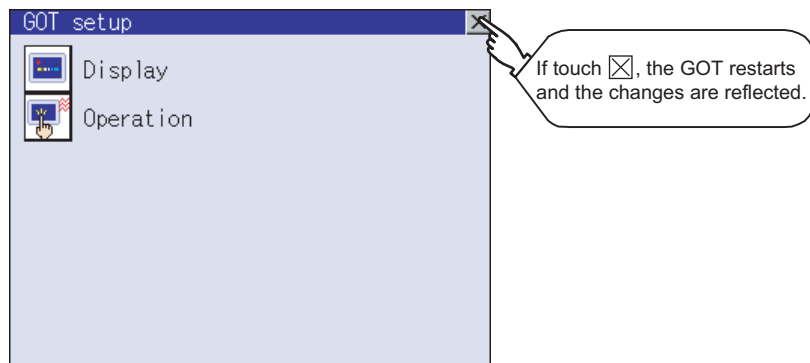 GOT setup
Display
Operation
If touch ☒, the GOT restarts
and the changes are reflected.